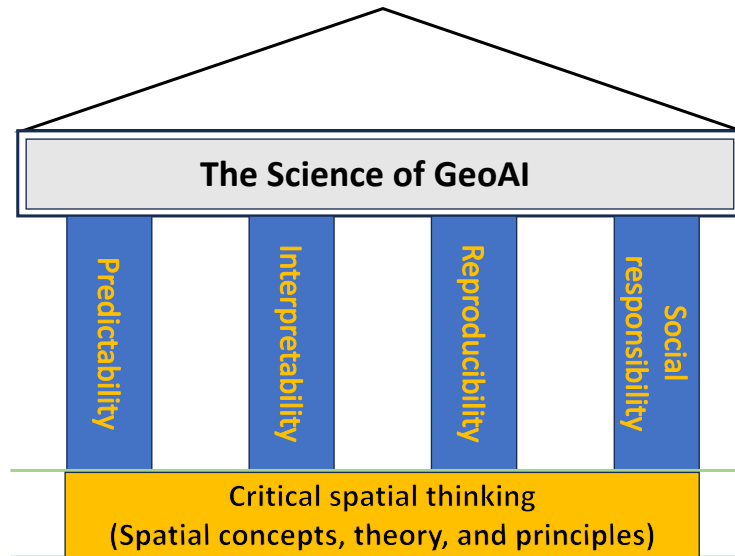 The Science of GeoAI
Predictability
Interpretability
Reproducibility
Social
responsibility
Critical spatial thinking
(Spatial concepts, theory, and principles)